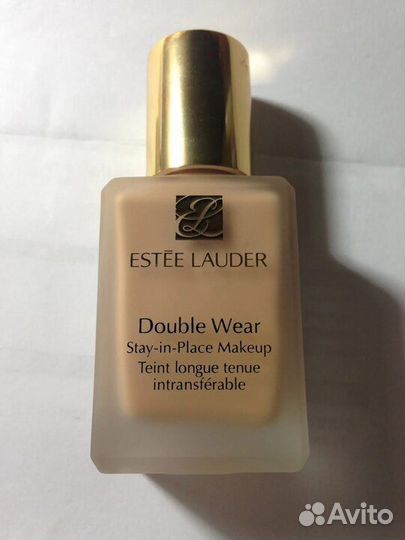 ESTĒE LAUDER
Double Wear
Stay-in-Place Makeup
Teint longue tenue
intransférable
Avito